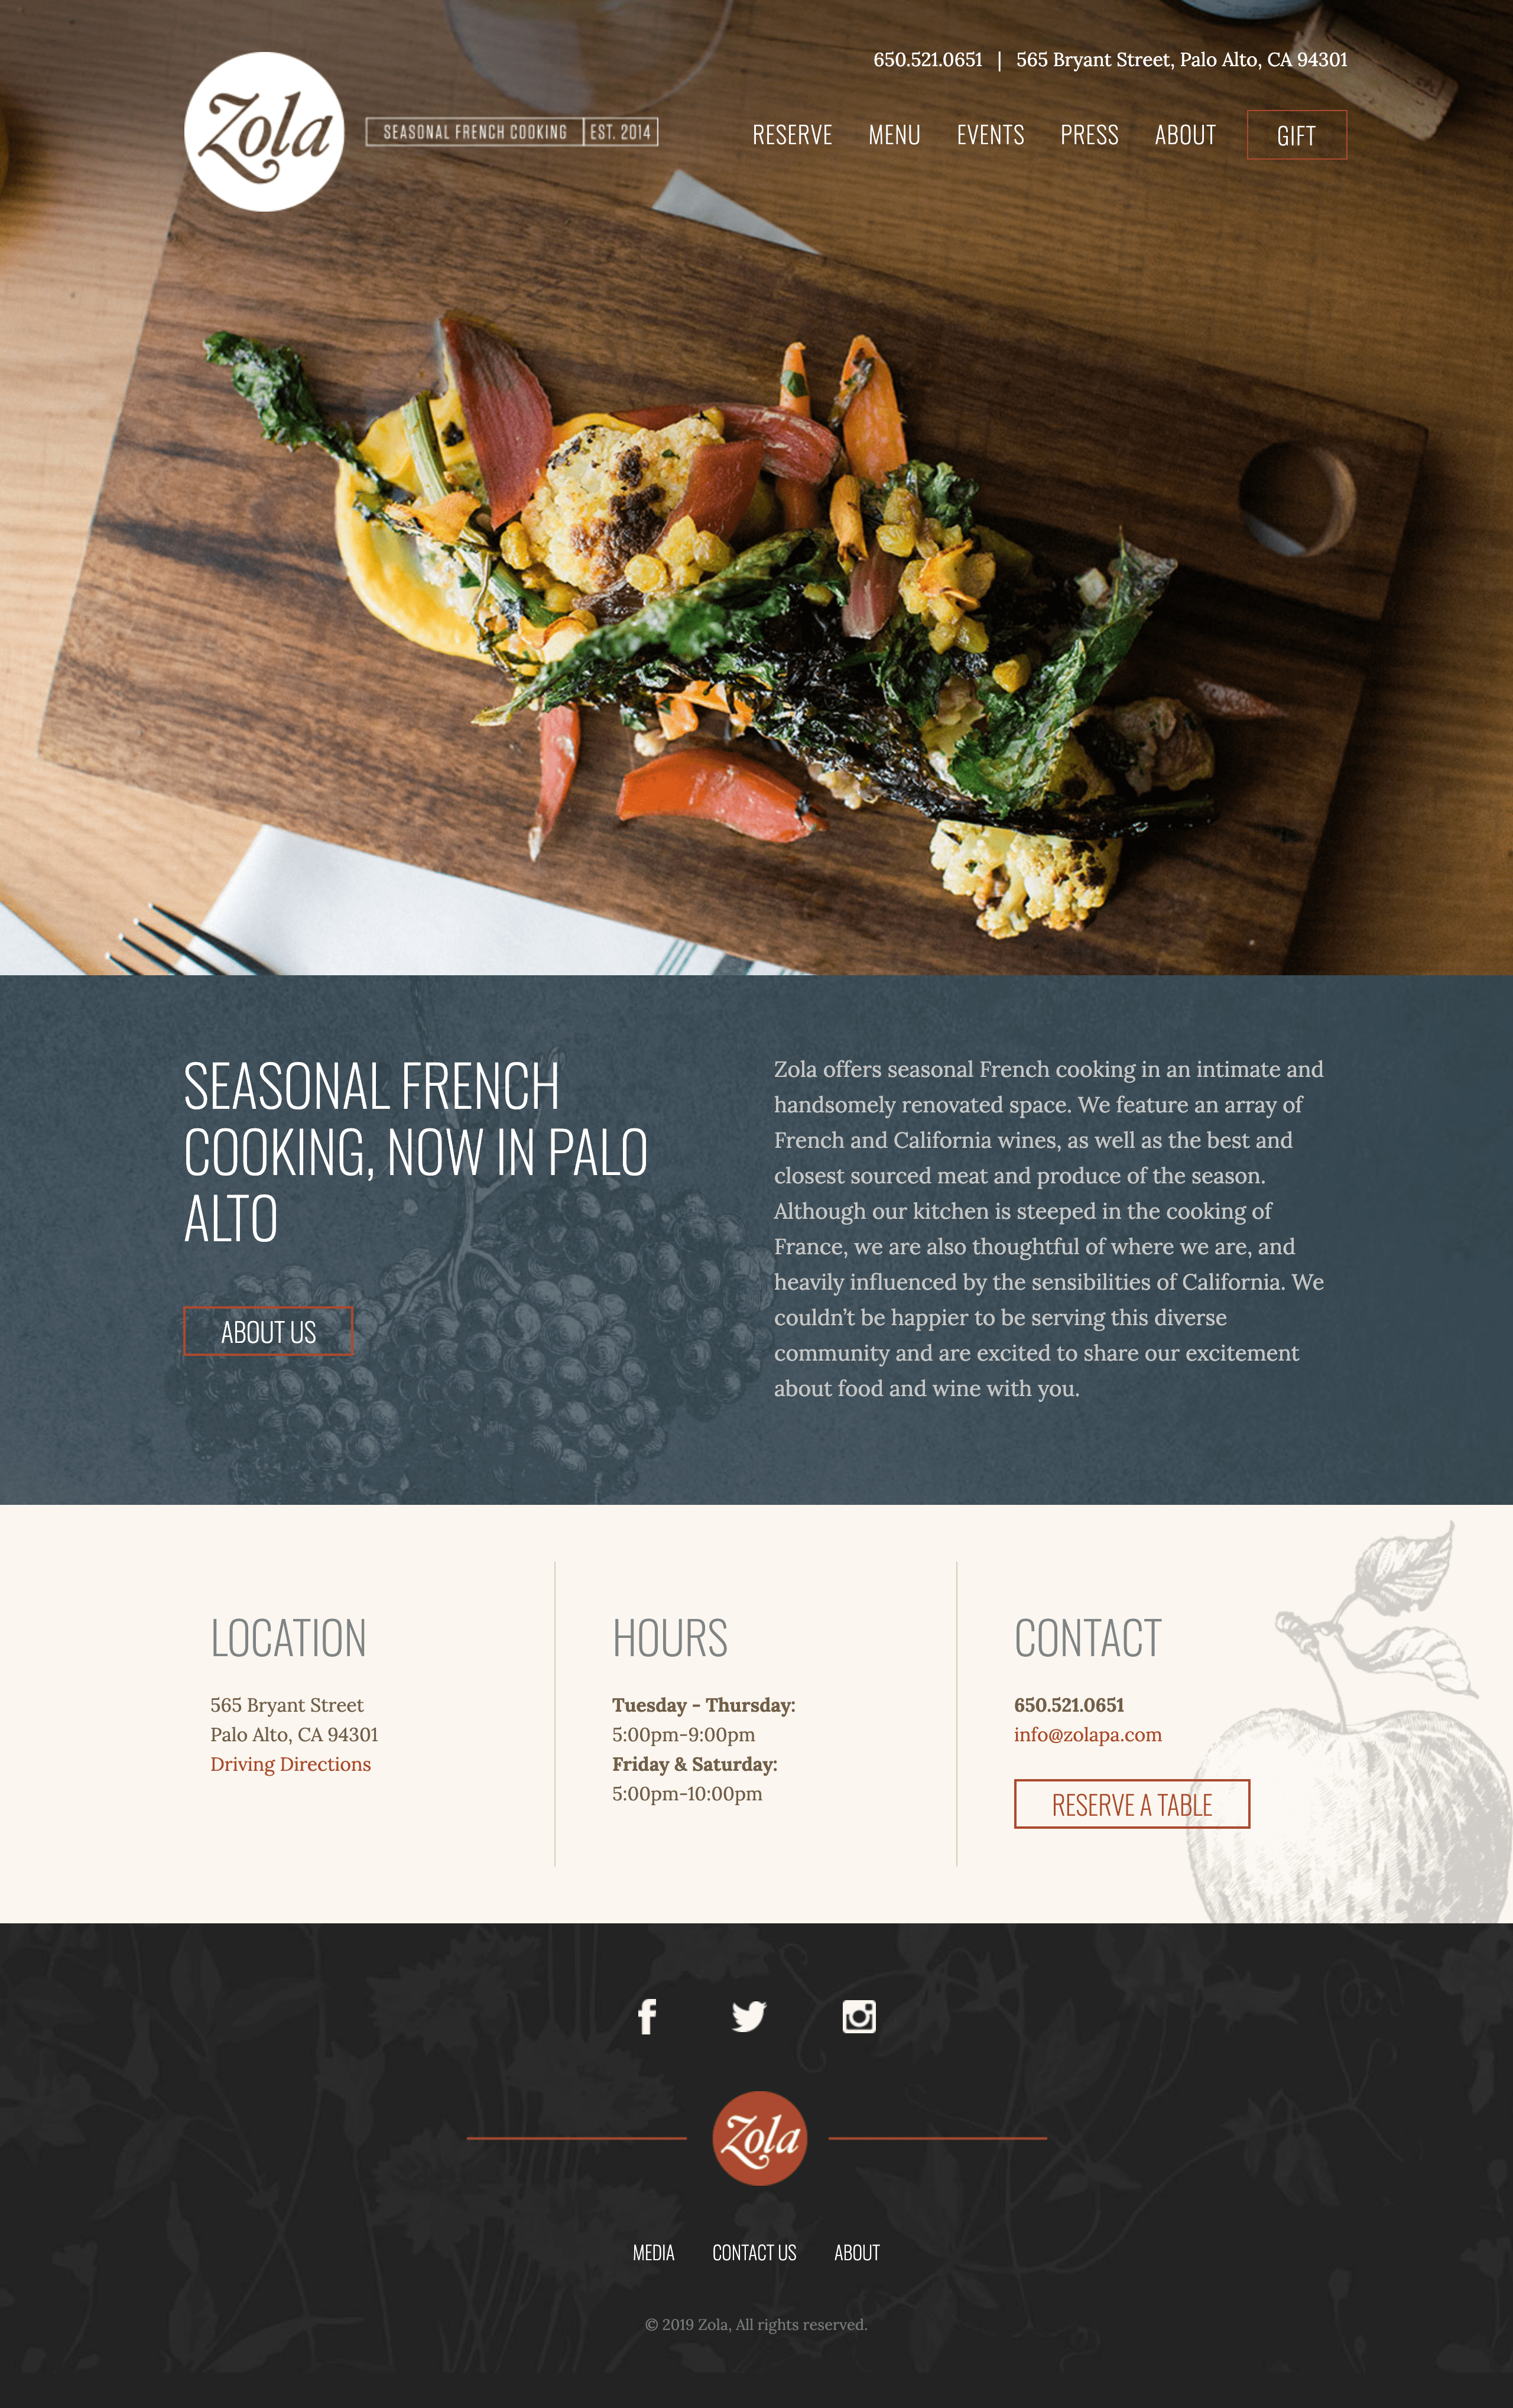 650.521.0651 | 565 Bryant Street, Palo Alto, CA 94301
Zola
SEASONAL FRENCH COOKING | EST. 2014
RESERVE MENU EVENTS PRESS ABOUT GIFT
SEASONAL FRENCH
COOKING, NOW IN PALO
ALTO
ABOUT US
Zola offers seasonal French cooking in an intimate and
handsomely renovated space. We feature an array of
French and California wines, as well as the best and
closest sourced meat and produce of the season.
Although our kitchen is steeped in the cooking of
France, we are also thoughtful of where we are, and
heavily influenced by the sensibilities of California. We
couldn’t be happier to be serving this diverse
community and are excited to share our excitement
about food and wine with you.
LOCATION
565 Bryant Street
Palo Alto, CA 94301
Driving Directions
HOURS
Tuesday - Thursday:
5:00pm-9:00pm
Friday & Saturday:
5:00pm-10:00pm
CONTACT
650.521.0651
info@zolapa.com
RESERVE A TABLE
Zola
MEDIA CONTACT US ABOUT
© 2019 Zola, All rights reserved.